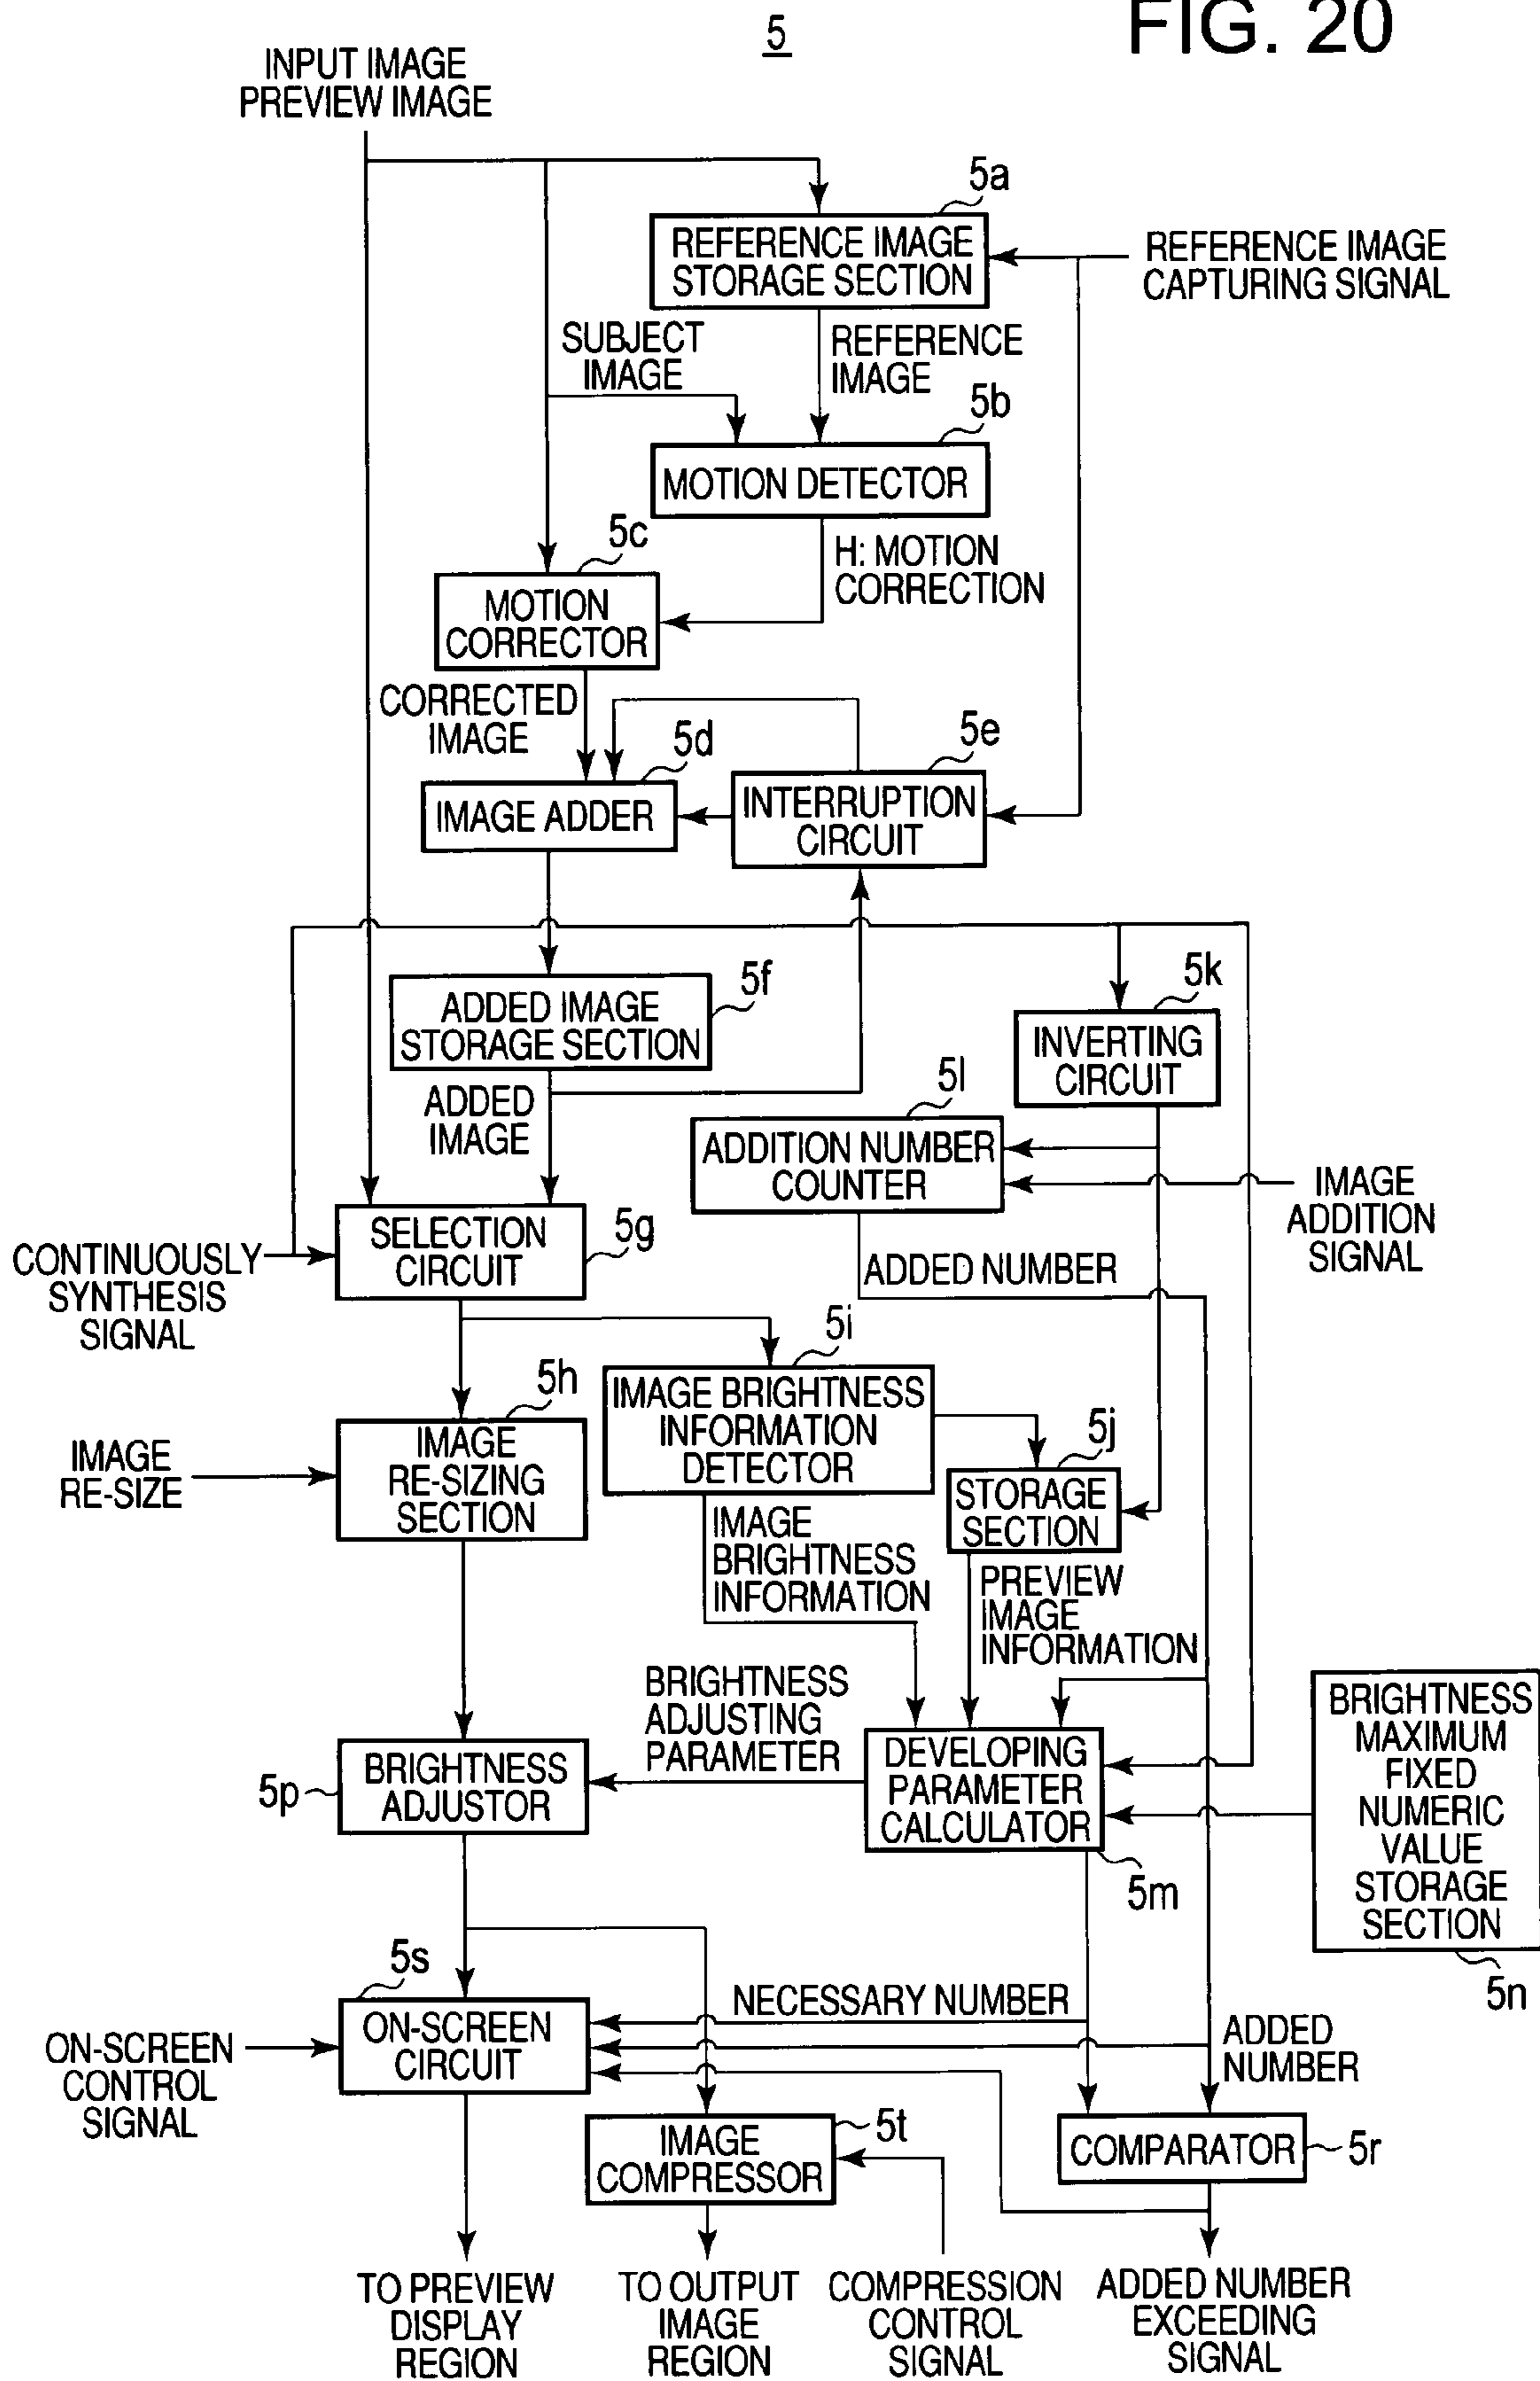 FIG. 20
5
INPUT IMAGE
PREVIEW IMAGE
5a
REFERENCE IMAGE
STORAGE SECTION
REFERENCE IMAGE
CAPTURING SIGNAL
SUBJECT
IMAGE
REFERENCE
IMAGE
5b
MOTION DETECTOR
5c
H: MOTION
CORRECTION
MOTION
CORRECTOR
CORRECTED
IMAGE
5d
5e
IMAGE ADDER
INTERRUPTION
CIRCUIT
5f
ADDED IMAGE
STORAGE SECTION
5k
INVERTING
CIRCUIT
ADDED
IMAGE
5l
ADDITION NUMBER
COUNTER
IMAGE
ADDITION
SIGNAL
CONTINUOUSLY
SYNTHESIS
SIGNAL
SELECTION
CIRCUIT
5g
ADDED NUMBER
5i
5h
IMAGE BRIGHTNESS
INFORMATION
DETECTOR
5j
IMAGE
RE-SIZE
IMAGE
RE-SIZING
SECTION
STORAGE
SECTION
IMAGE
BRIGHTNESS
INFORMATION
PREVIEW
IMAGE
INFORMATION
BRIGHTNESS
ADJUSTING
PARAMETER
BRIGHTNESS
MAXIMUM
FIXED
NUMERIC
VALUE
STORAGE
SECTION
5n
5p
BRIGHTNESS
ADJUSTOR
DEVELOPING
PARAMETER
CALCULATOR
5m
5s
NECESSARY NUMBER
ON-SCREEN
CONTROL
SIGNAL
ON-SCREEN
CIRCUIT
ADDED
NUMBER
5t
IMAGE
COMPRESSOR
COMPARATOR
5r
TO PREVIEW
DISPLAY
REGION
TO OUTPUT
IMAGE
REGION
COMPRESSION
CONTROL
SIGNAL
ADDED NUMBER
EXCEEDING
SIGNAL